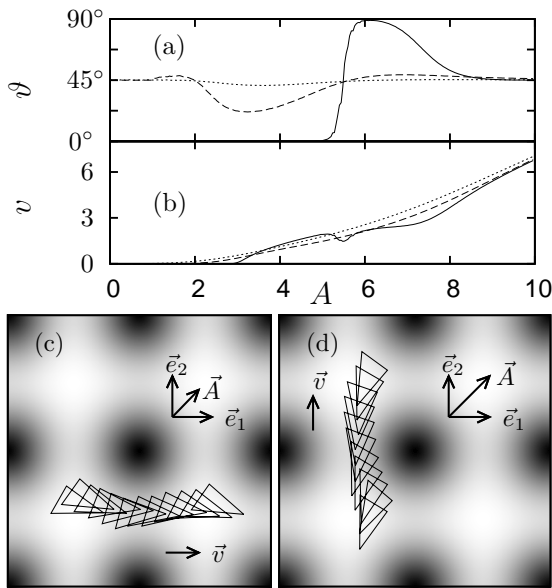 90°
(a)
ϑ
45°
0°
6
v
(b)
3
0
0 2 4 A 6 8 10
(c)
e⃗₂
A⃗
e⃗₁
v⃗
(d)
v⃗
e⃗₂
A⃗
e⃗₁